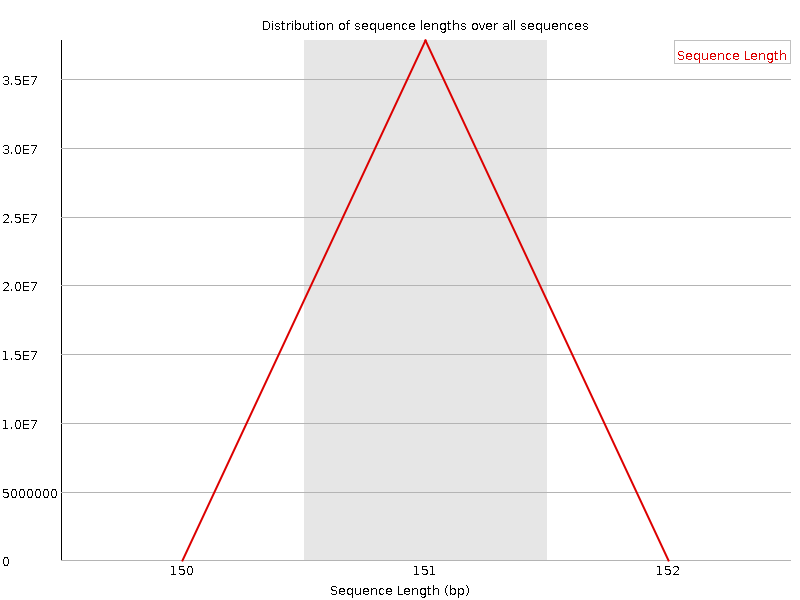 Distribution of sequence lengths over all sequences
Sequence Length
3.5E7
3.0E7
2.5E7
2.0E7
1.5E7
1.0E7
5000000
0
150 151 152
Sequence Length (bp)